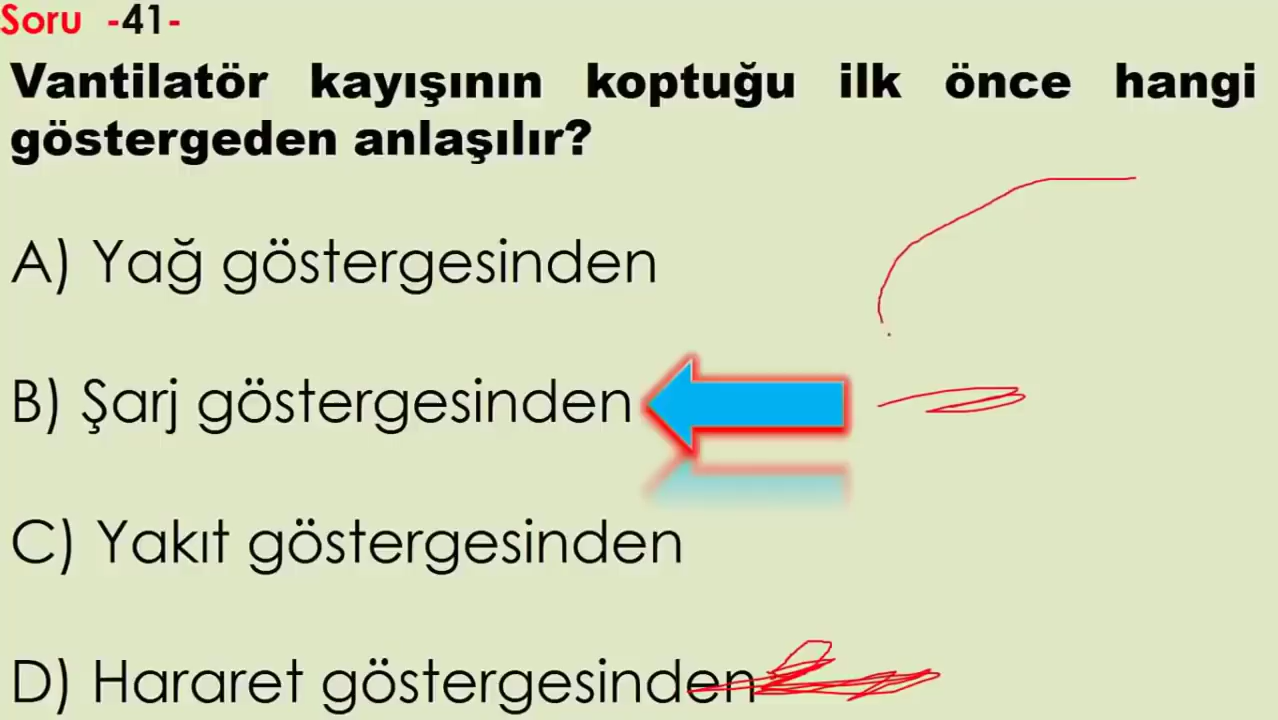 Soru -41-
Vantilatör kayışının koptuğu ilk önce hangi
göstergeden anlaşılır?
A) Yağ göstergesinden
B) Şarj göstergesinden
C) Yakıt göstergesinden
D) Hararet göstergesinden